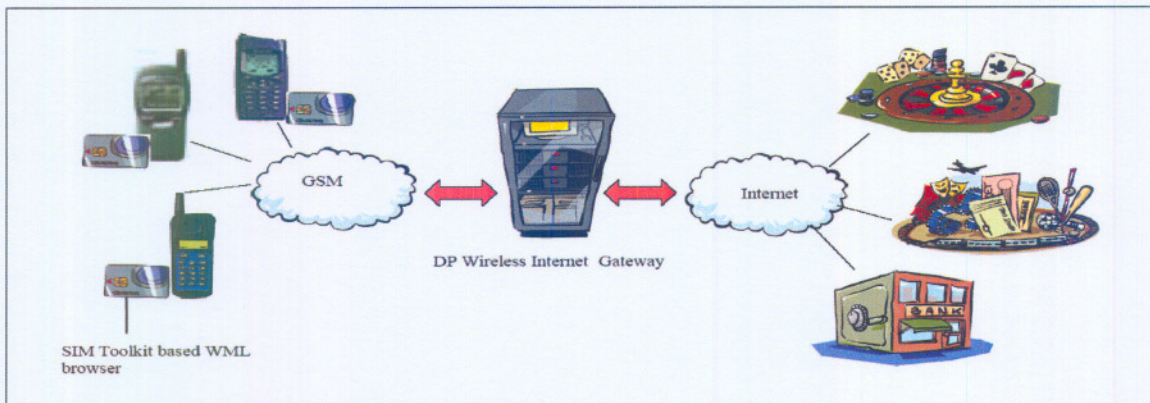 GSM
Internet
DP Wireless Internet Gateway
BANK
SIM Toolkit based WML
browser